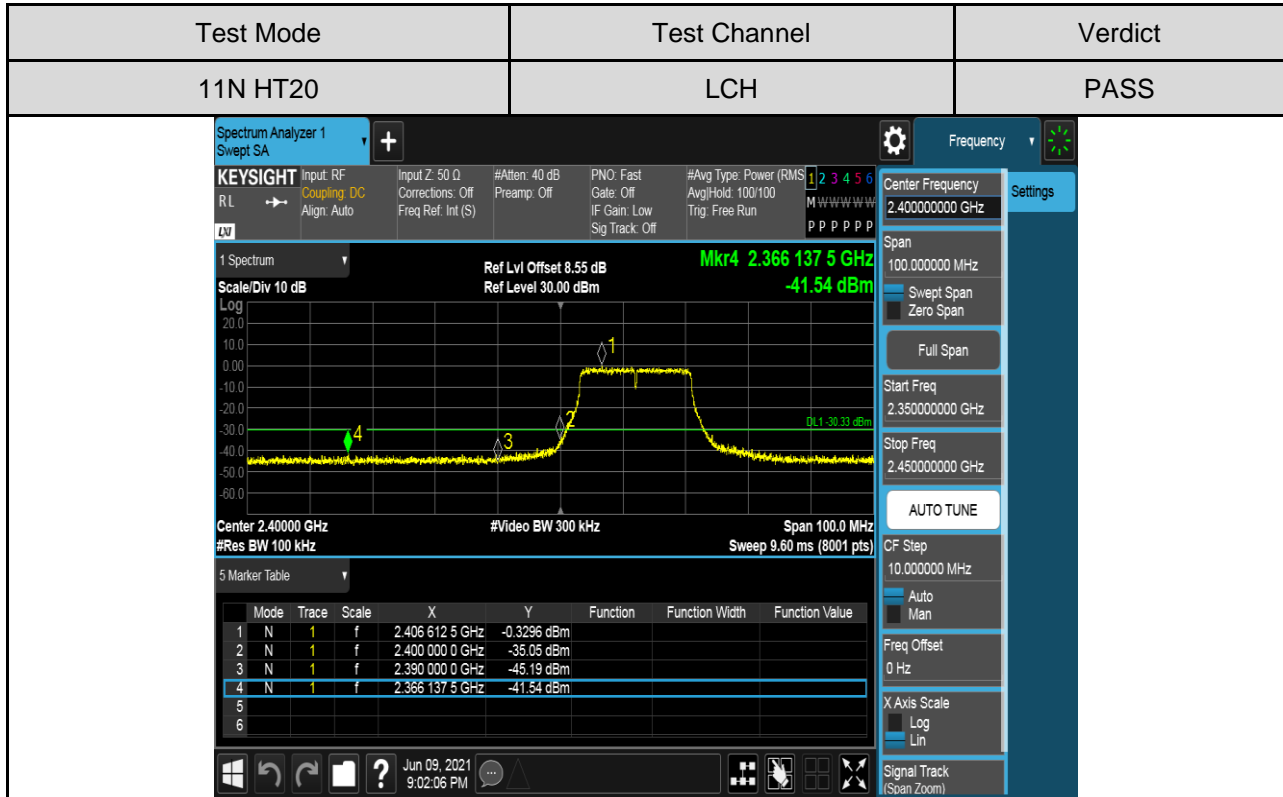 Test Mode Test Channel Verdict
11N HT20 LCH PASS
Spectrum Analyzer 1
Swept SA
+
Frequency
KEYSIGHT Input: RF Input Z: 50 Ω #Atten: 40 dB PNO: Fast #Avg Type: Power (RMS 1 2 3 4 5 6
RL Coupling: DC Corrections: Off Preamp: Off Gate: Off Avg|Hold: 100/100 M W W W W W
Align: Auto Freq Ref: Int (S) IF Gain: Low Trig: Free Run
LXI Sig Track: Off P P P P P P
1 Spectrum
Ref Lvl Offset 8.55 dB Mkr4 2.366 137 5 GHz
Scale/Div 10 dB Ref Level 30.00 dBm -41.54 dBm
Log
20.0
10.0
0.00
-10.0
-20.0
-30.0
-40.0
-50.0
-60.0
1
2
3
4
DL1 -30.33 dBm
Center 2.40000 GHz #Video BW 300 kHz Span 100.0 MHz
#Res BW 100 kHz Sweep 9.60 ms (8001 pts)
5 Marker Table
Mode Trace Scale X Y Function Function Width Function Value
1 N 1 f 2.406 612 5 GHz -0.3296 dBm
2 N 1 f 2.400 000 0 GHz -35.05 dBm
3 N 1 f 2.390 000 0 GHz -45.19 dBm
4 N 1 f 2.366 137 5 GHz -41.54 dBm
5
6
? Jun 09, 2021
9:02:06 PM
Center Frequency
2.400000000 GHz
Settings
Span
100.000000 MHz
Swept Span
Zero Span
Full Span
Start Freq
2.350000000 GHz
Stop Freq
2.450000000 GHz
AUTO TUNE
CF Step
10.000000 MHz
Auto
Man
Freq Offset
0 Hz
X Axis Scale
Log
Lin
Signal Track
(Span Zoom)